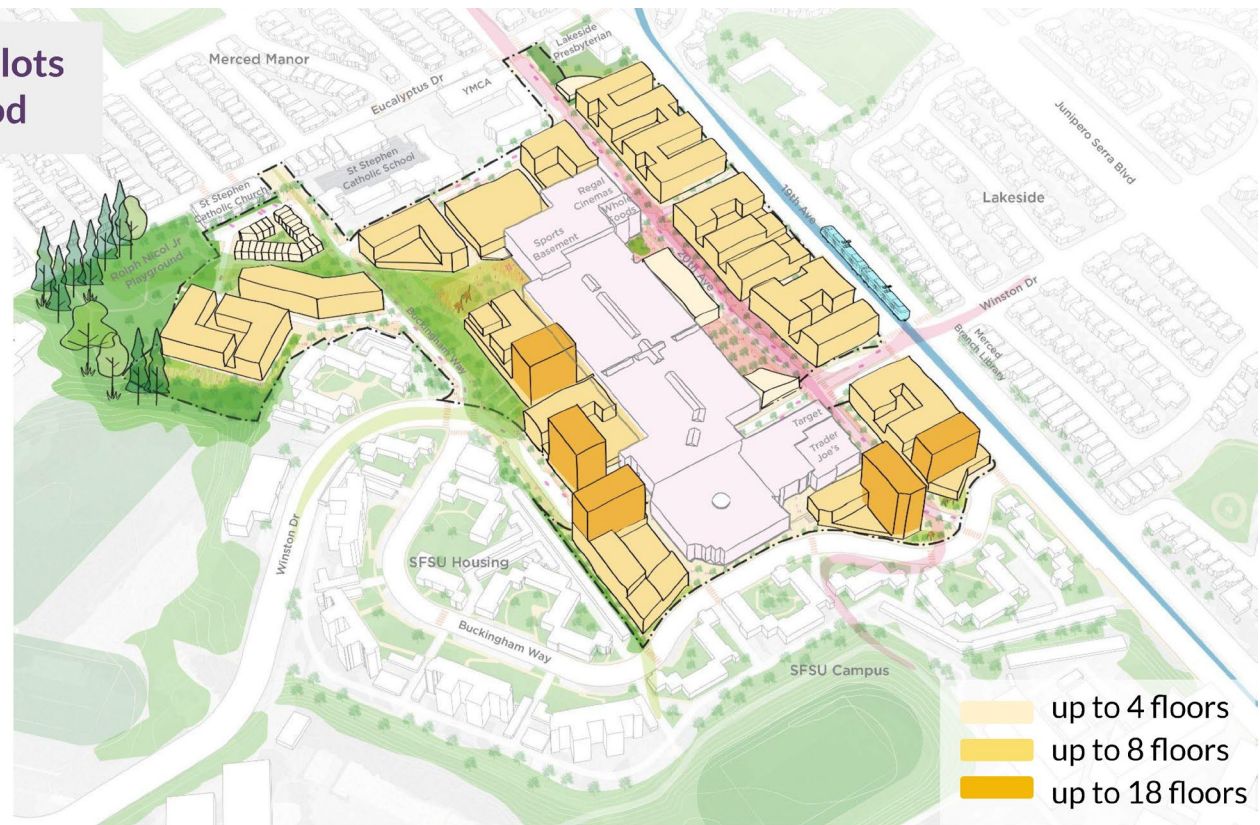 lots
od
Merced Manor
Eucalyptus Dr
YMCA
Lakeside
Presbyterian
St Stephen
Catholic School
St Stephen
Catholic Church
Rolph Nicol Jr
Playground
Regal
Cinemas
Whole
Foods
Sports
Basement
20th Ave
19th Ave
Junipero Serra Blvd
Lakeside
Winston Dr
Merced
Branch Library
Buckingham Way
Target
Trader
Joe's
Winston Dr
SFSU Housing
Buckingham Way
SFSU Campus
up to 4 floors
up to 8 floors
up to 18 floors